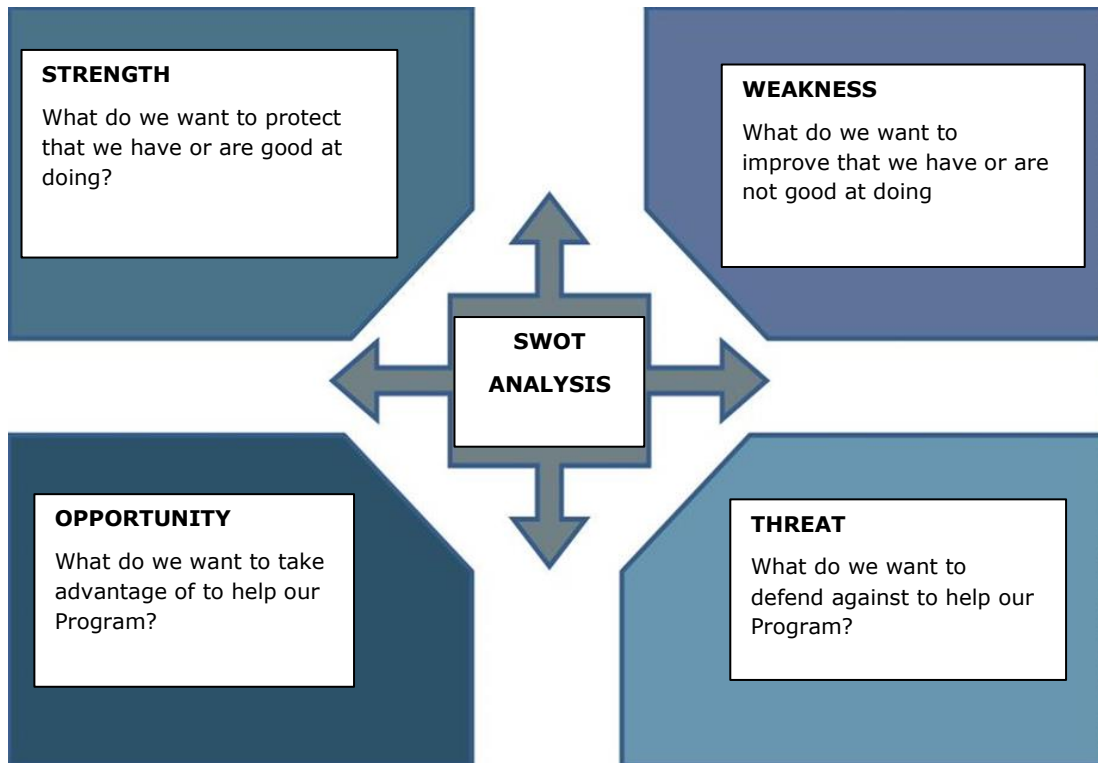 STRENGTH
What do we want to protect
that we have or are good at
doing?
WEAKNESS
What do we want to
improve that we have or are
not good at doing
SWOT
ANALYSIS
OPPORTUNITY
What do we want to take
advantage of to help our
Program?
THREAT
What do we want to
defend against to help our
Program?